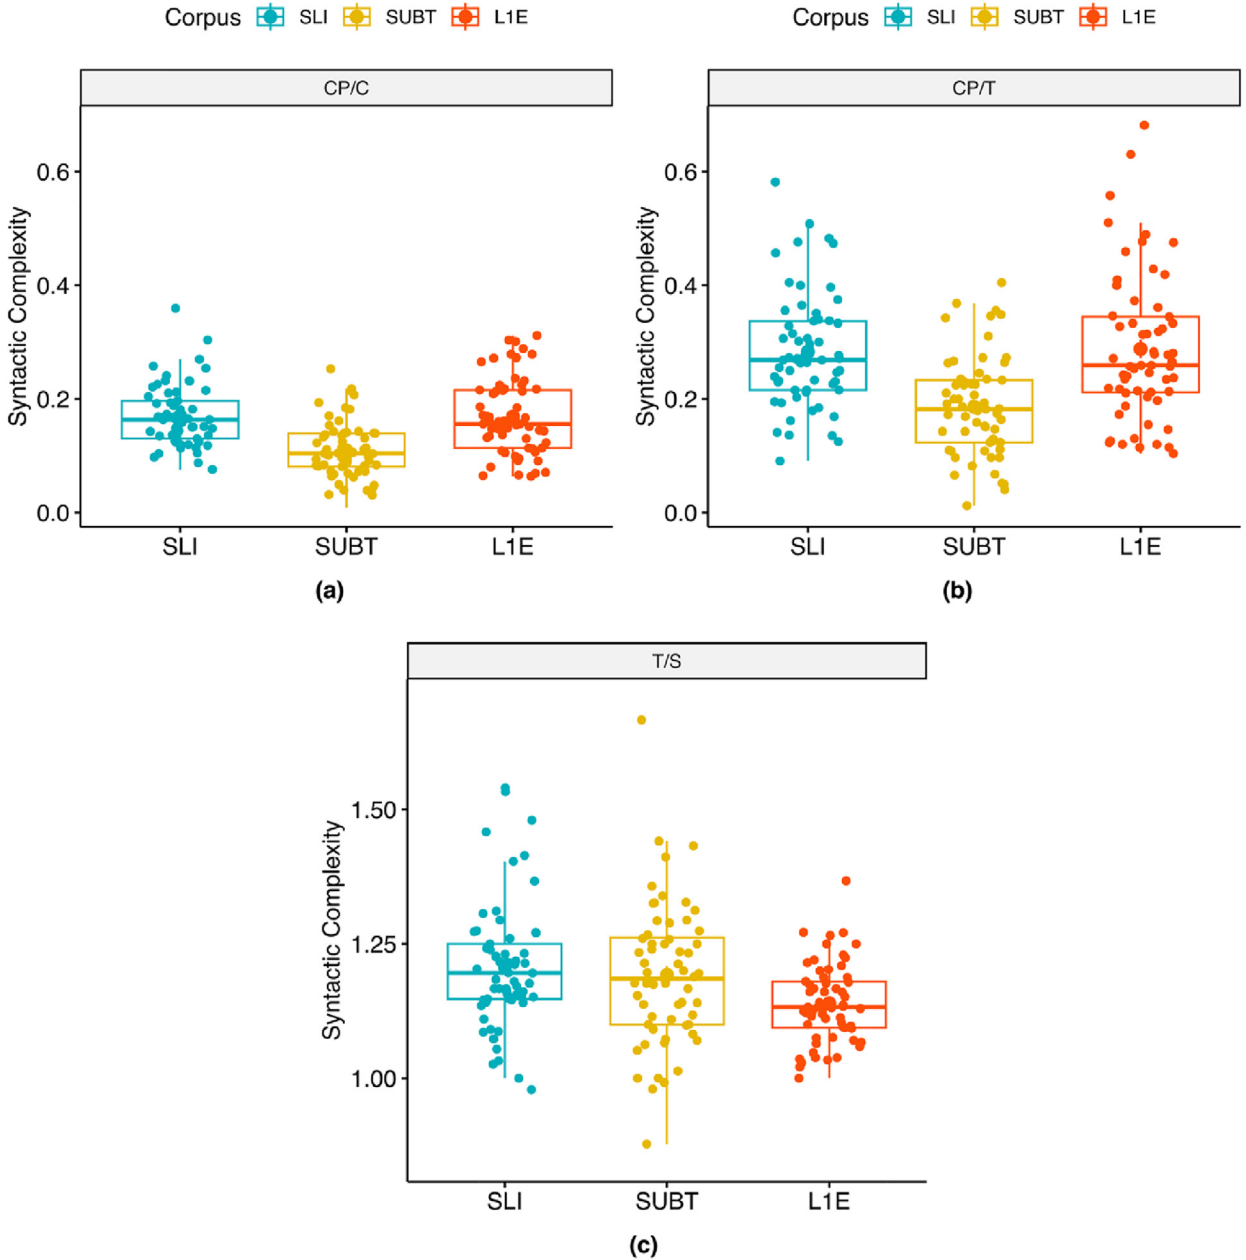 Corpus SLI SUBT L1E
CP/C
Syntactic Complexity
0.6
0.4
0.2
0.0
SLI SUBT L1E
(a)
Corpus SLI SUBT L1E
CP/T
Syntactic Complexity
0.6
0.4
0.2
0.0
SLI SUBT L1E
(b)
T/S
Syntactic Complexity
1.50
1.25
1.00
SLI SUBT L1E
(c)